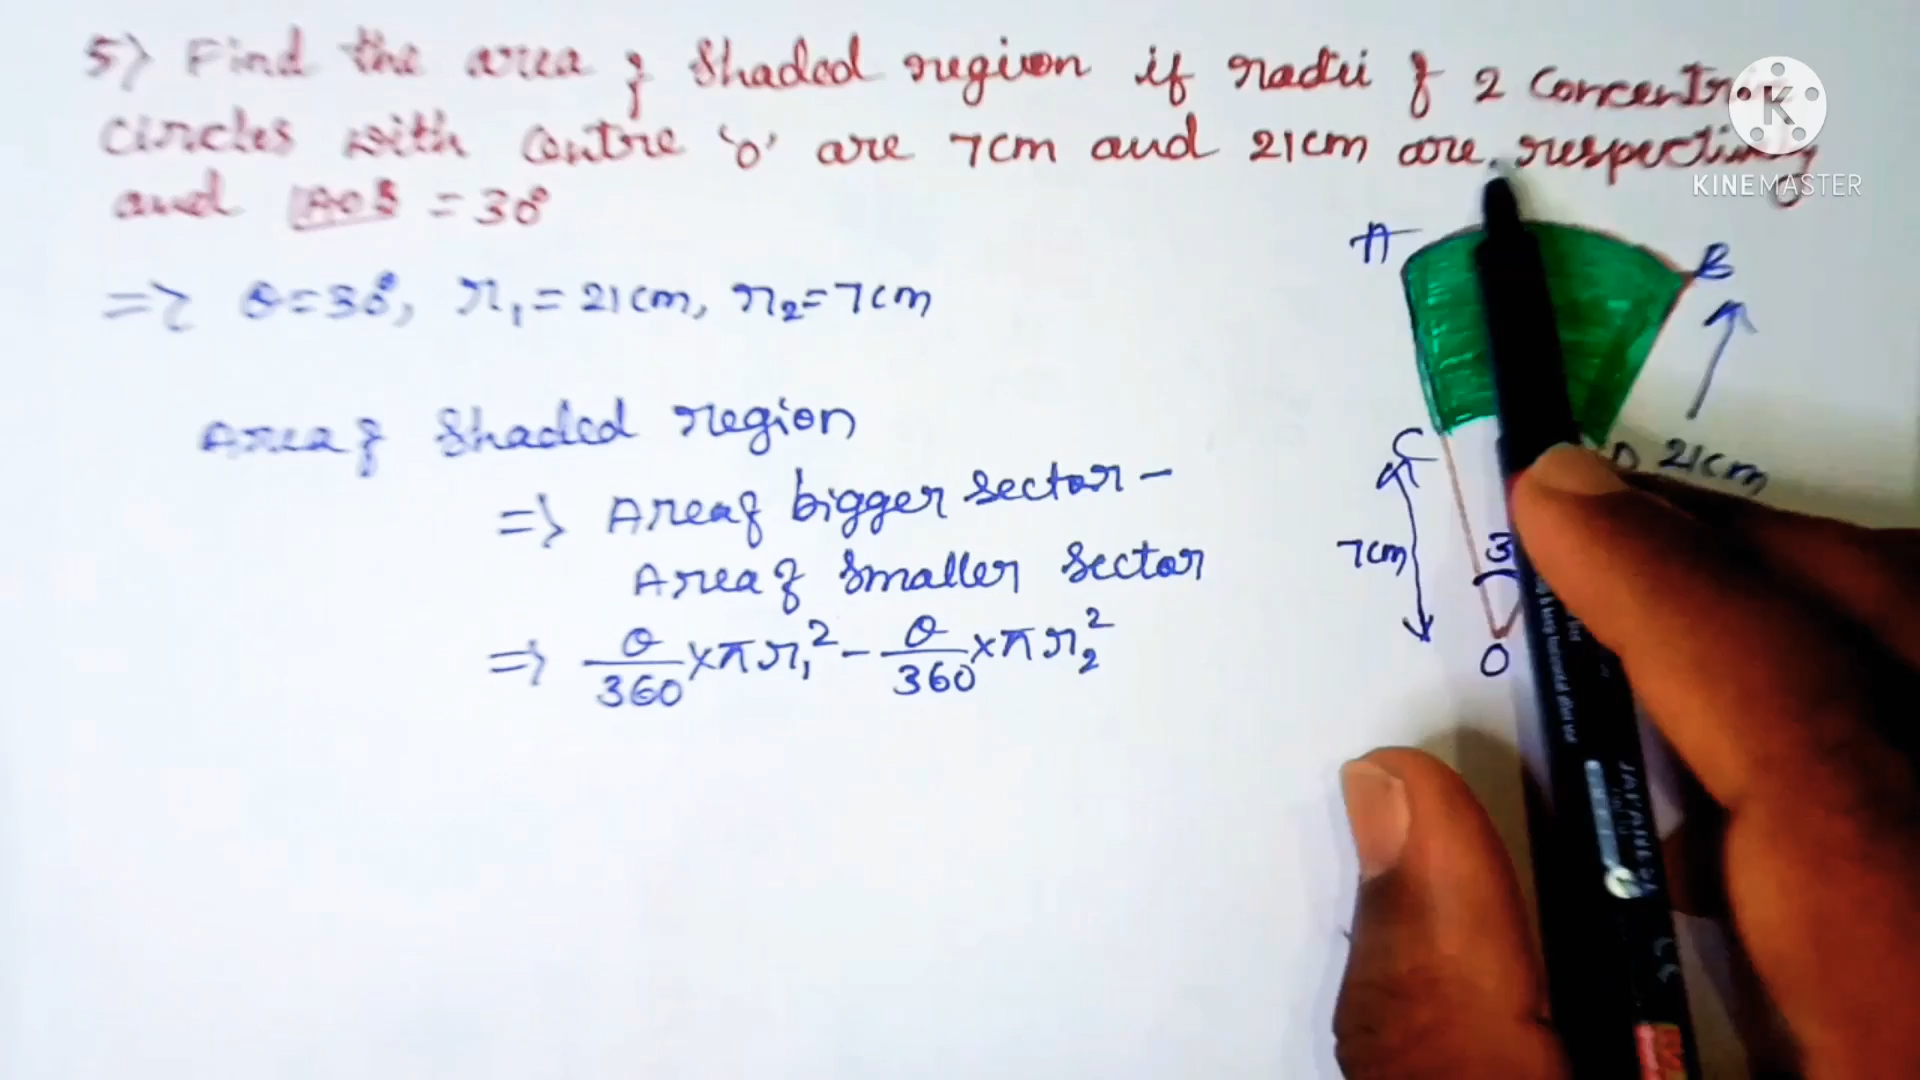 5) Find the area of shaded region if radii of 2 concentric
circles with centre 'o' are 7cm and 21cm are respectively
and ∠AOB = 30°
=> θ=30°, r₁=21cm, r₂=7cm
Area of shaded region
=> Area of bigger sector –
Area of smaller sector
=> θ/360 × πr₁² – θ/360 × πr₂²
A
B
C
D
21cm
7cm
3
O
K
KINEMASTER